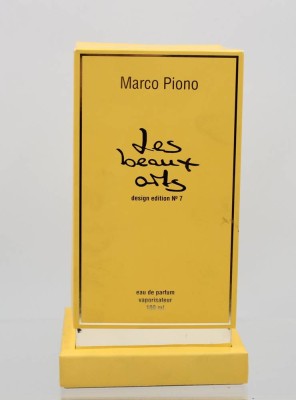 Marco Piono
Les
beaux
arts
design edition Nº 7
eau de parfum
vaporisateur
100 ml